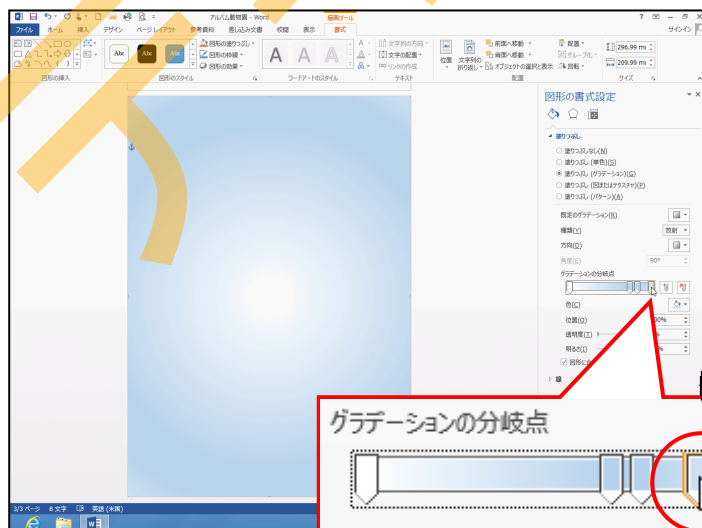 アルバム動物園 - Word
描画ツール
サインイン
ファイル ホーム 挿入 デザイン ページ レイアウト 参考資料 差し込み文書 校閲 表示 書式
Abc Abc Abc
図形の塗りつぶし
図形の枠線
図形の効果
A A A
文字列の方向
文字の配置
リンクの作成
位置
文字列の折り返し
前面へ移動
背面へ移動
オブジェクトの選択と表示
配置
グループ化
回転
296.99 mi
209.99 mi
図形の挿入 図形のスタイル ワードアートのスタイル テキスト 配置 サイズ
図形の書式設定
塗りつぶし
塗りつぶしなし(N)
塗りつぶし (単色)(S)
塗りつぶし (グラデーション)(G)
塗りつぶし (図またはテクスチャ)(P)
塗りつぶし (パターン)(A)
既定のグラデーション(R)
種類(Y) 放射
方向(D)
角度(E) 90°
グラデーションの分岐点
色(C)
位置(O) 00%
透明度(T) %
明るさ(I) %
図形に
線
グラデーションの分岐点
3/3 ページ 8 文字 英語 (米国)